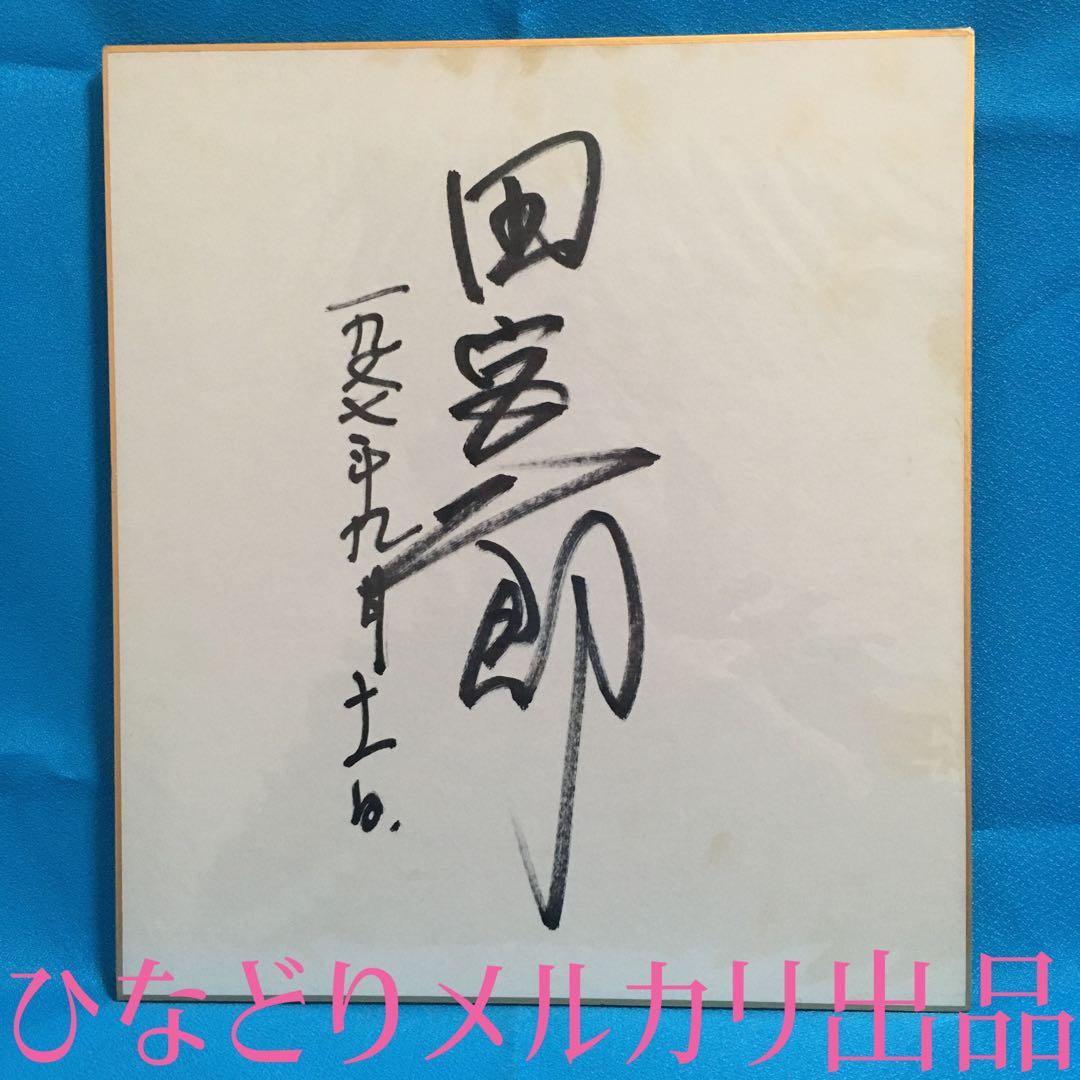 田宮二郎
一九七七年九月十一日.
ひなどりメルカリ出品